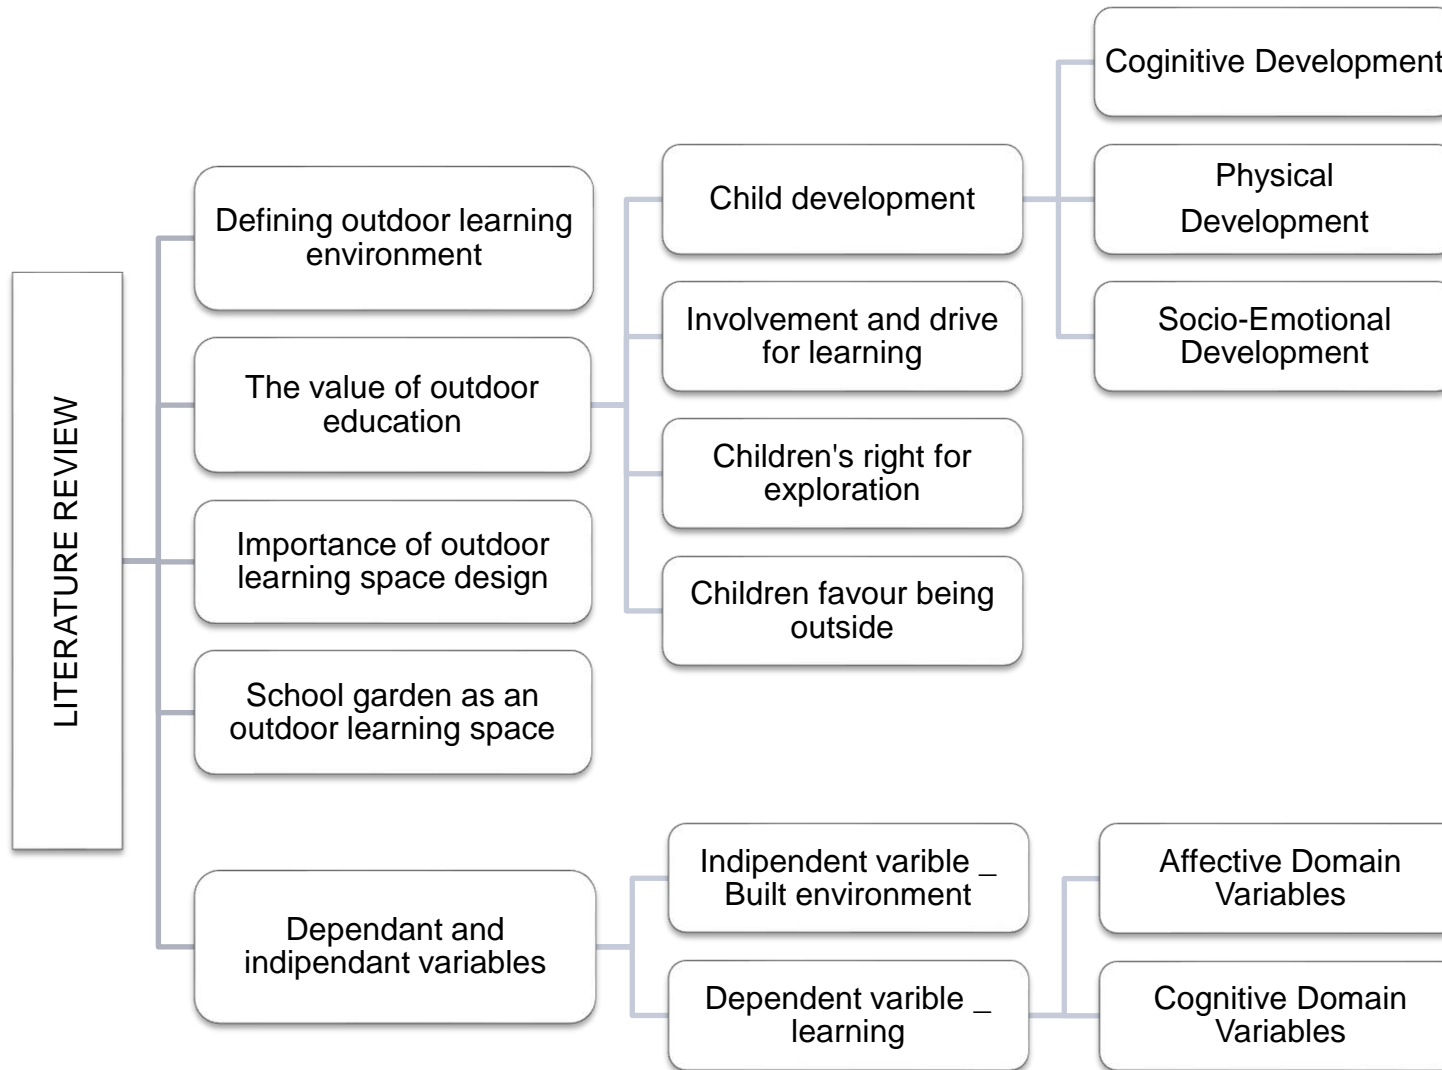 LITERATURE REVIEW
Defining outdoor learning
environment
The value of outdoor
education
Importance of outdoor
learning space design
School garden as an
outdoor learning space
Dependant and
indipendant variables
Child development
Involvement and drive
for learning
Children's right for
exploration
Children favour being
outside
Indipendent varible _
Built environment
Dependent varible _
learning
Coginitive Development
Physical
Development
Socio-Emotional
Development
Affective Domain
Variables
Cognitive Domain
Variables